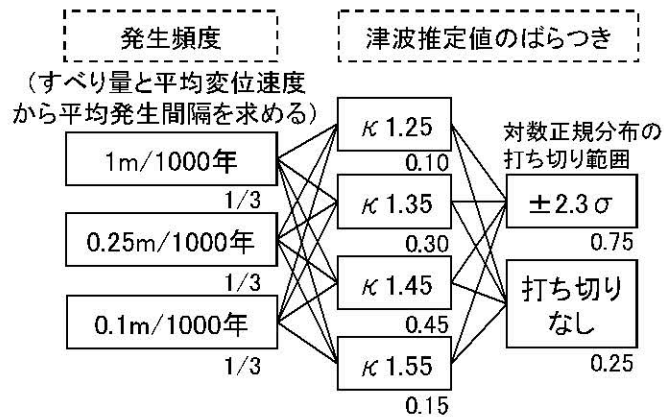 発生頻度
津波推定値のばらつき
(すべり量と平均変位速度
から平均発生間隔を求める)
1m/1000年
1/3
0.25m/1000年
1/3
0.1m/1000年
1/3
κ1.25
0.10
κ1.35
0.30
κ1.45
0.45
κ1.55
0.15
対数正規分布の
打ち切り範囲
±2.3σ
0.75
打ち切り
なし
0.25